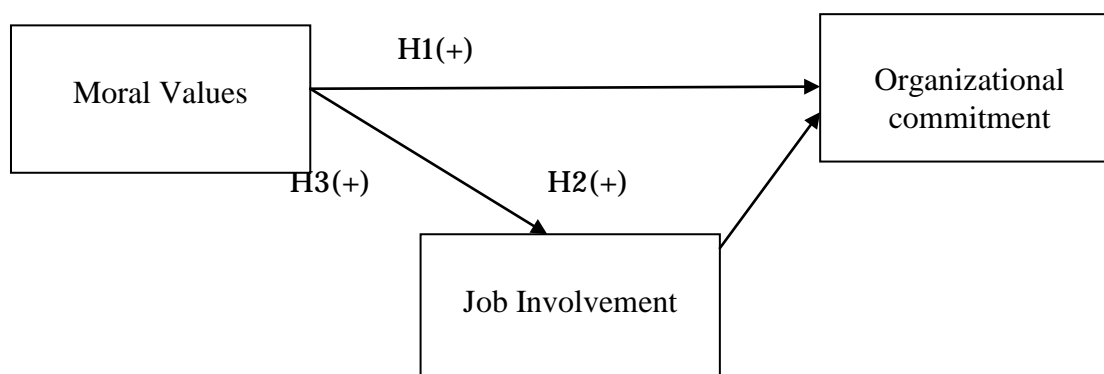 H1(+)
Moral Values
Organizational
commitment
H3(+)
H2(+)
Job Involvement